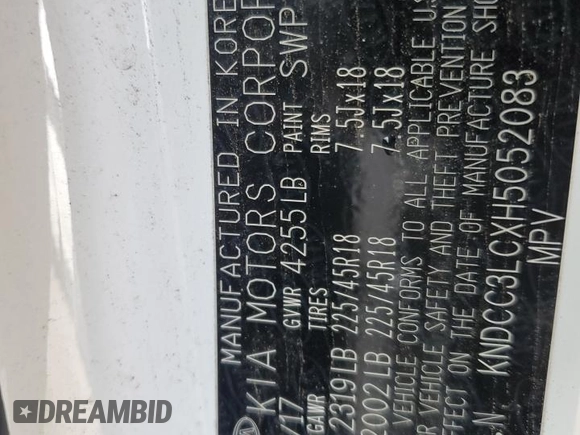 MANUFACTURED IN KORE
KIA MOTORS CORPOR
/17 GVWR 4255LB PAINT SWP
GAWR TIRES RIMS
2319LB 225/45R18 7.5Jx18
2002LB 225/45R18 7.5Jx18
VEHICLE CONFORMS TO ALL APPLICABLE U.S
R VEHICLE SAFETY AND THEFT PREVENTION
EFFECT ON THE DATE OF MANUFACTURE SHO
KNDCC3LCXH5052083
MPV
DREAMBID